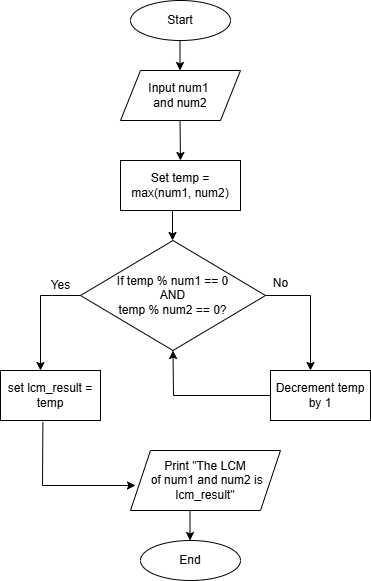 Start
Input num1
and num2
Set temp =
max(num1, num2)
If temp % num1 == 0
AND
temp % num2 == 0?
Yes
No
set lcm_result =
temp
Decrement temp
by 1
Print "The LCM
of num1 and num2 is
lcm_result"
End